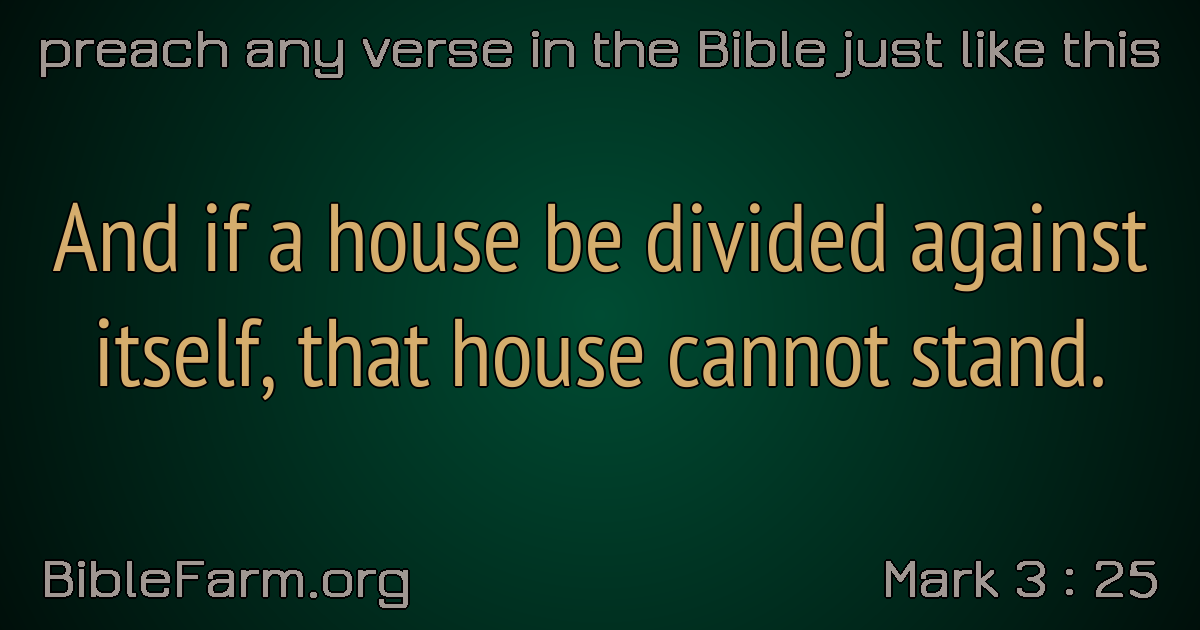 preach any verse in the Bible just like this
And if a house be divided against
itself, that house cannot stand.
BibleFarm.org
Mark 3 : 25